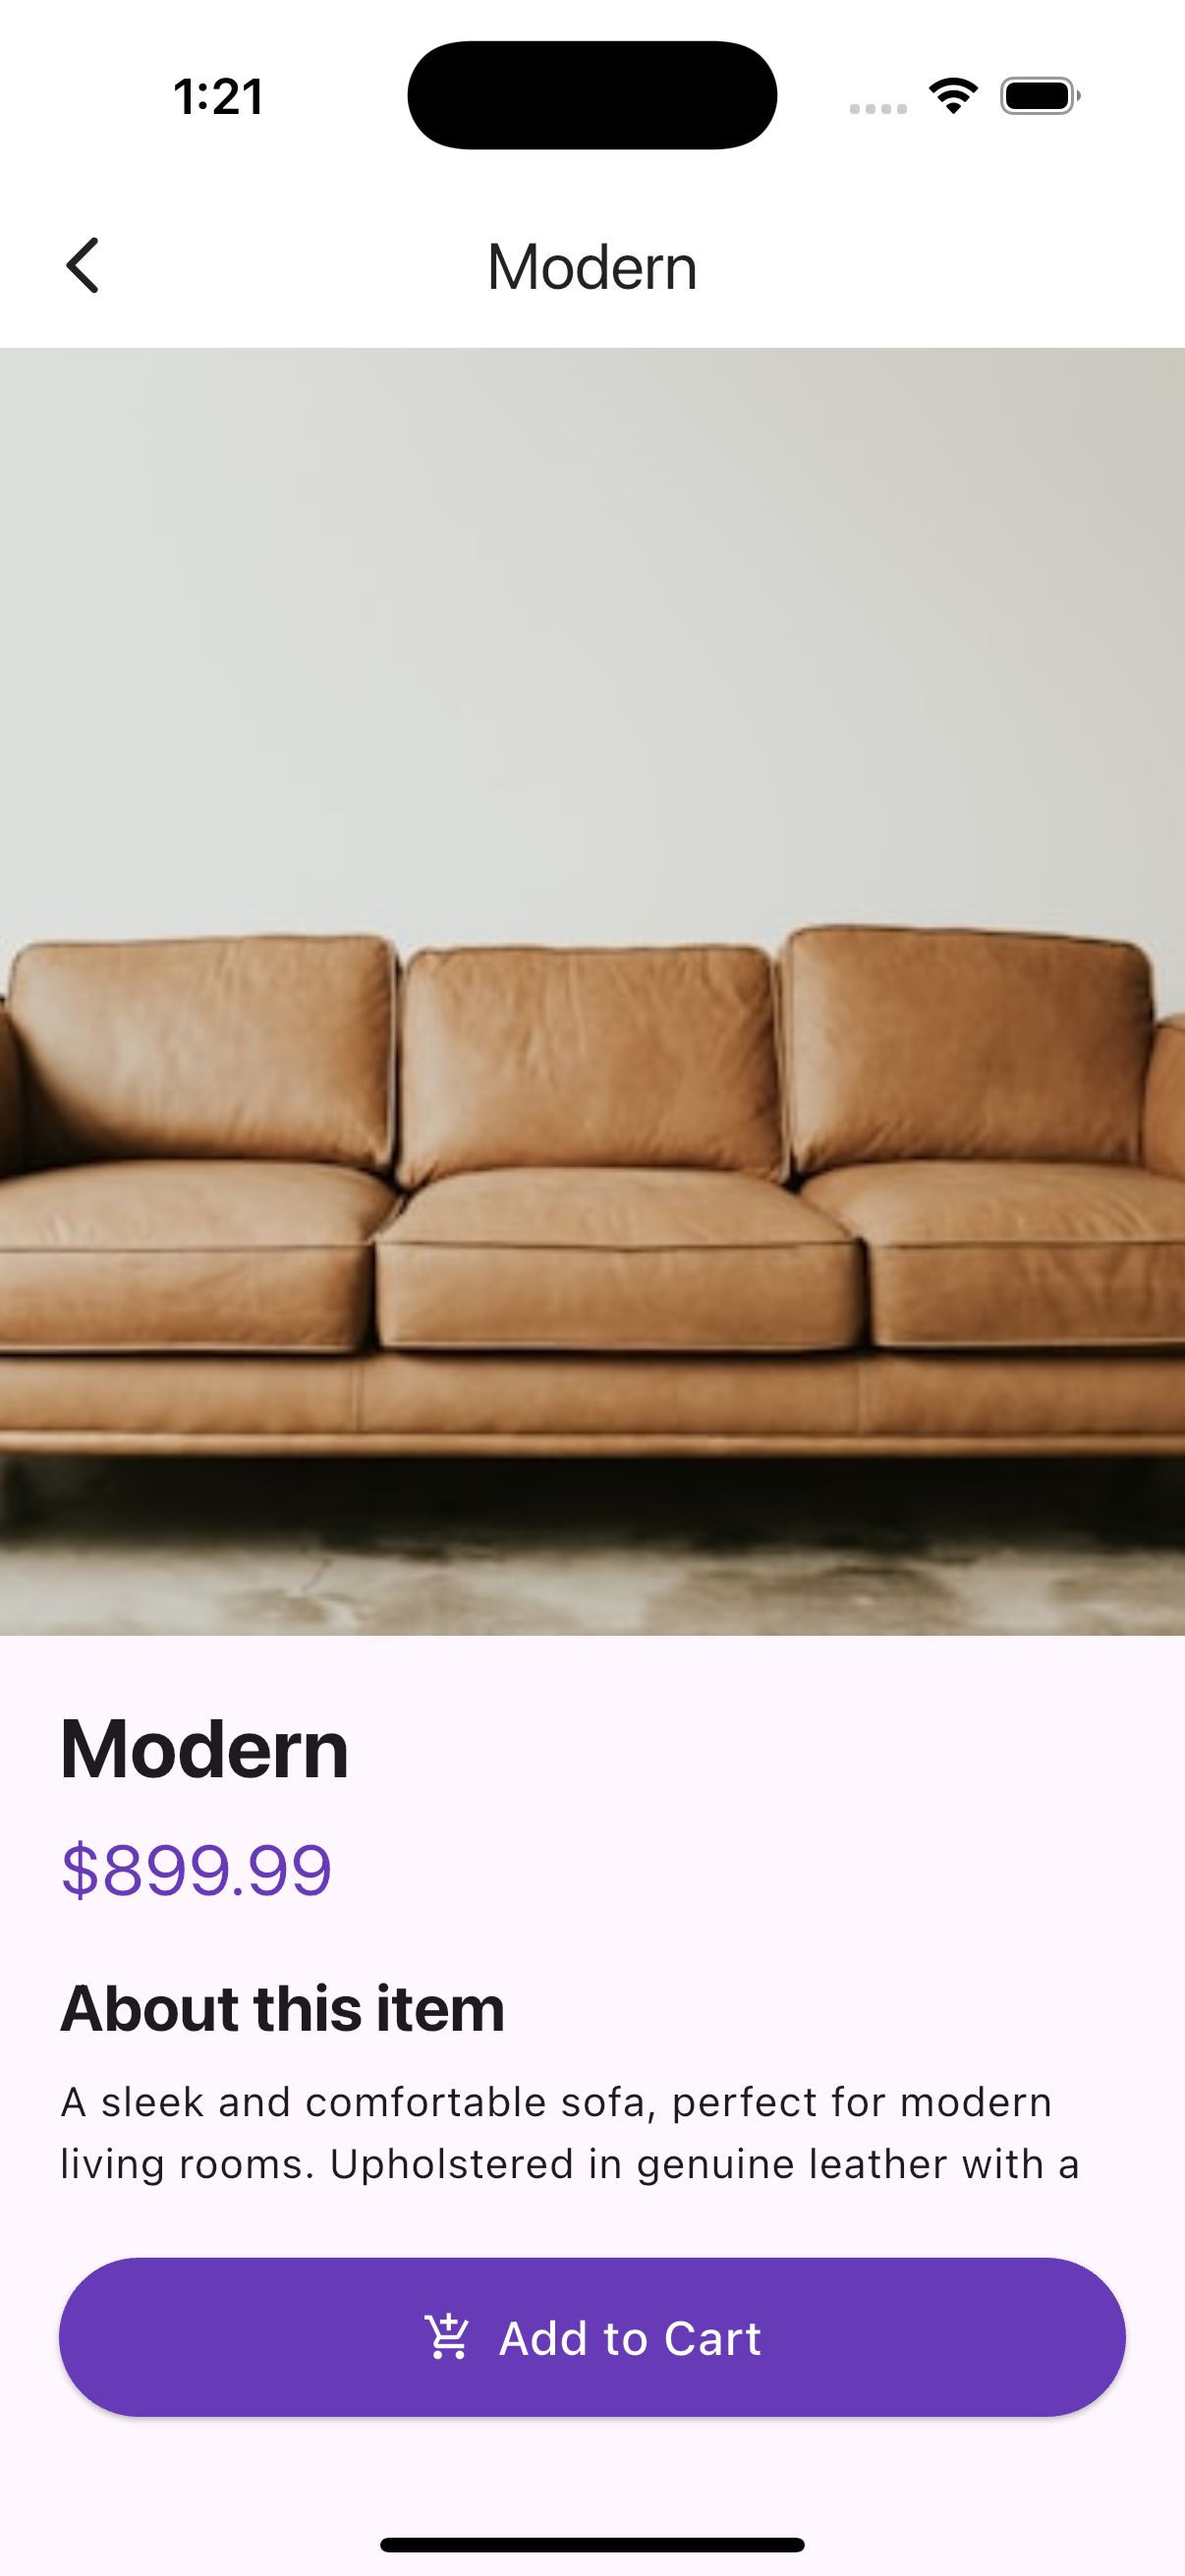 1:21
Modern
Modern
$899.99
About this item
A sleek and comfortable sofa, perfect for modern
living rooms. Upholstered in genuine leather with a
Add to Cart